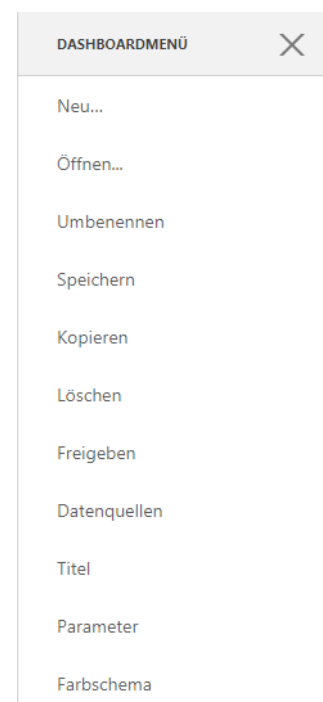 DASHBOARDMENÜ
Neu...
Öffnen...
Umbenennen
Speichern
Kopieren
Löschen
Freigeben
Datenquellen
Titel
Parameter
Farbschema